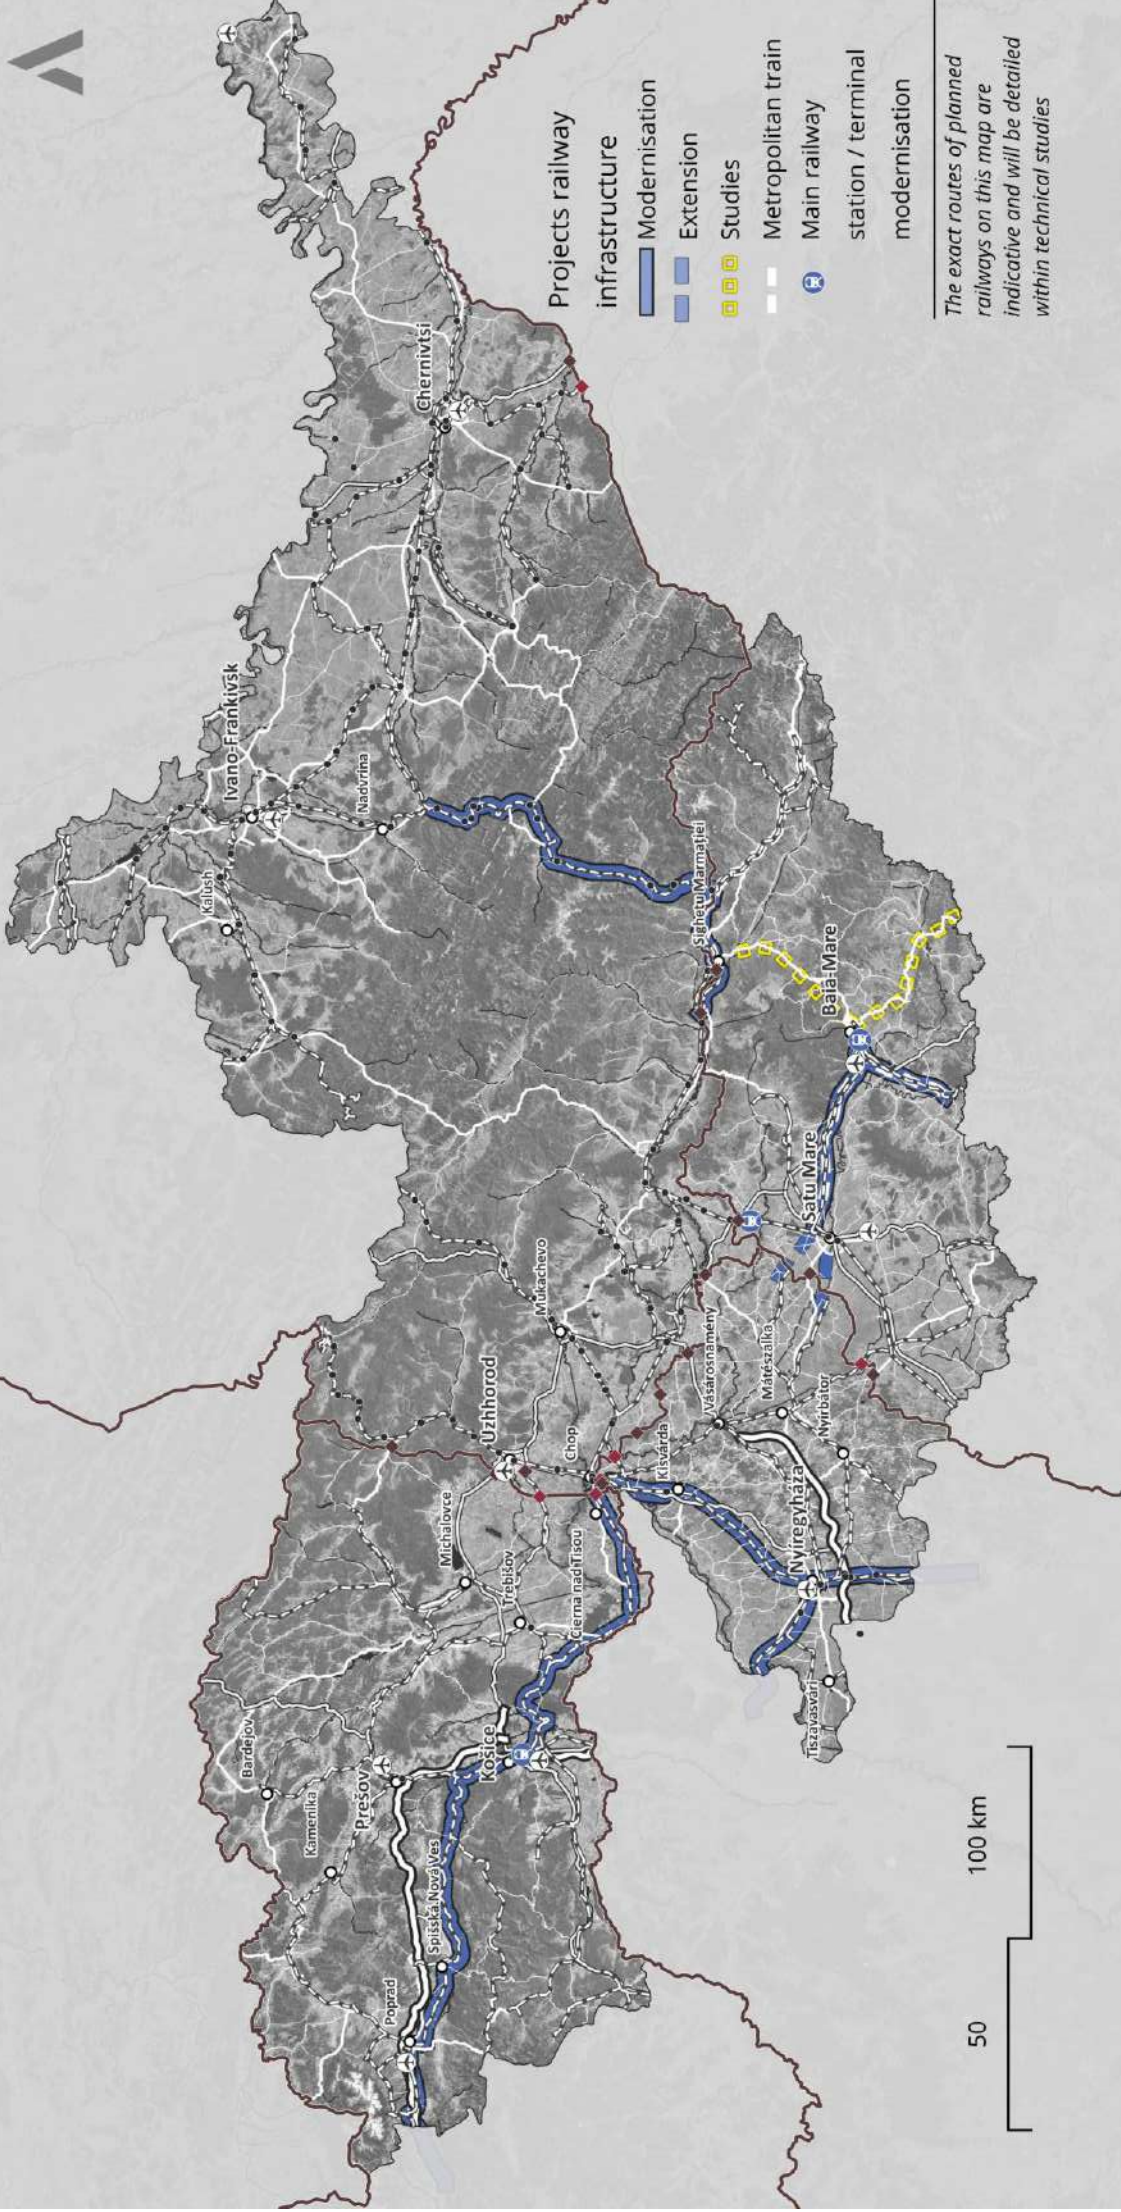 Projects railway
infrastructure
Modernisation
Extension
Studies
Metropolitan train
Main railway
station / terminal
modernisation
The exact routes of planned
railways on this map are
indicative and will be detailed
within technical studies
Poprad
Kamenika
Bardejov
Spišská Nová Ves
Prešov
Košice
Michalovce
Trebišov
Cierna nad Tisou
Uzhhorod
Chop
Mukachevo
Kalush
Ivano-Frankivsk
Nadvrina
Chernivtsi
Tiszavasvári
Nyíregyháza
Kisvárda
Vásárosnamény
Mátészalka
Nyírbátor
Satu Mare
Baia-Mare
Sighetu Marmației
50
100 km